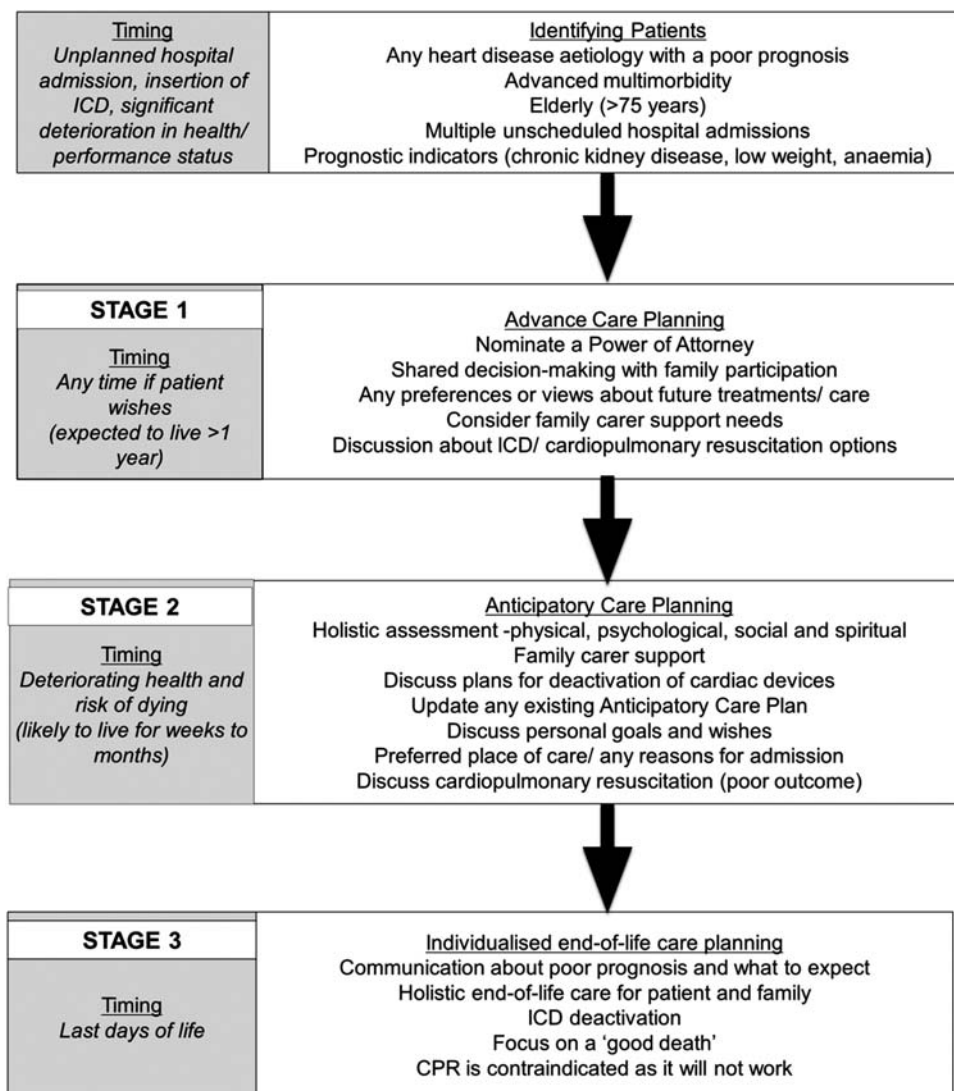 Timing
Unplanned hospital
admission, insertion of
ICD, significant
deterioration in health/
performance status
Identifying Patients
Any heart disease aetiology with a poor prognosis
Advanced multimorbidity
Elderly (>75 years)
Multiple unscheduled hospital admissions
Prognostic indicators (chronic kidney disease, low weight, anaemia)
STAGE 1
Timing
Any time if patient
wishes
(expected to live >1
year)
Advance Care Planning
Nominate a Power of Attorney
Shared decision-making with family participation
Any preferences or views about future treatments/ care
Consider family carer support needs
Discussion about ICD/ cardiopulmonary resuscitation options
STAGE 2
Timing
Deteriorating health and
risk of dying
(likely to live for weeks to
months)
Anticipatory Care Planning
Holistic assessment -physical, psychological, social and spiritual
Family carer support
Discuss plans for deactivation of cardiac devices
Update any existing Anticipatory Care Plan
Discuss personal goals and wishes
Preferred place of care/ any reasons for admission
Discuss cardiopulmonary resuscitation (poor outcome)
STAGE 3
Timing
Last days of life
Individualised end-of-life care planning
Communication about poor prognosis and what to expect
Holistic end-of-life care for patient and family
ICD deactivation
Focus on a ‘good death’
CPR is contraindicated as it will not work